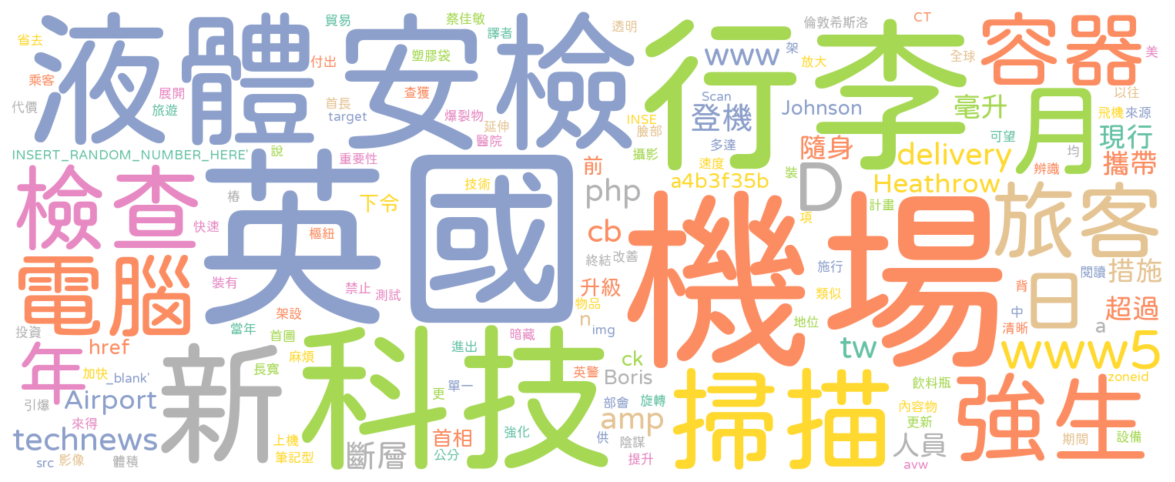 液體 安檢 行李 容器
省去 乘客 代價 展開 旅遊 貿易 付出 首長 target 蔡佳敏 塑膠袋 查獲 譯者 爆裂物 延伸 醫院 透明
www Scan 登機 多達 架 放大 倫敦希斯洛 Johnson CT 全球 毫升 可望 月 美 以往 飛機 來源 現行 均 辨識 攜帶
INSERT_RANDOM_NUMBER_HERE' 說 重要性 INSE 臉部 攝影 速度 a4b3f35b 裝 隨身 D delivery Heathrow 計畫 項
檢查 英國 機場 旅客
樁 快速 樞紐 下令 技術 前 php cb 終結 改善 施行 類似 日 閱讀 措施 背 中 清晰 超過 a
電腦 裝有 架設 禁止 測試 當年 首圈 升級 物品 n img 地位
投資 年 href 加快 _blank' 引爆 Airport 來得 長寬 麻煩 暗藏 進出 英警 ck Boris tw www5 zoneid
新 科技 掃描 強生
technews src 影像 體積 上機 筆記型 斷層 首相 公分 更 單一 強化 旋轉 部會 amp 供 陰謀 提升 飲料瓶 內容物 更新 人員 avw 期間 設備